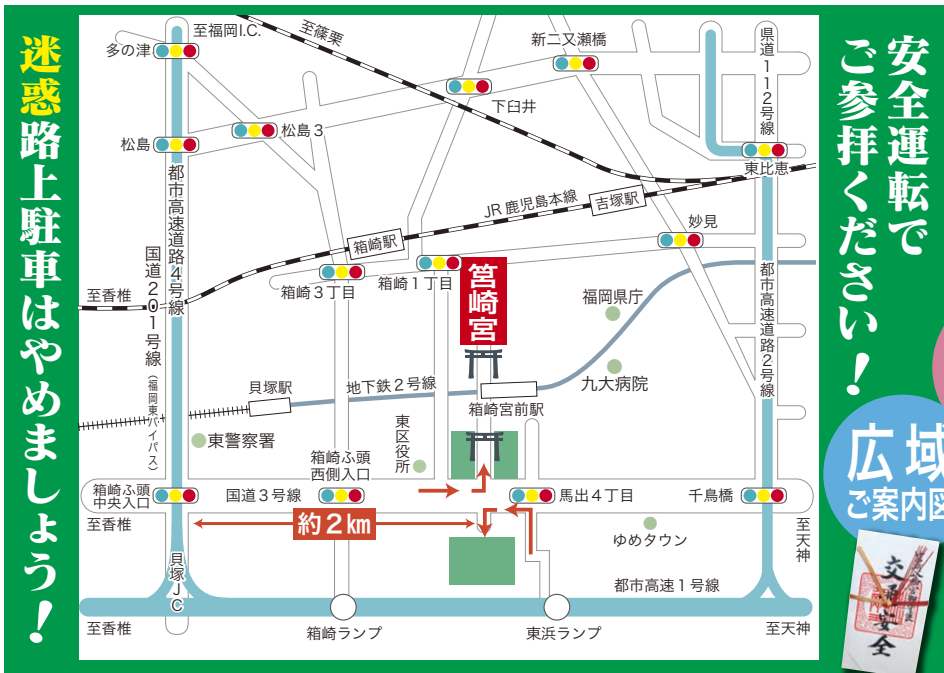 迷惑路上駐車はやめましょう！
安全運転で
ご参拝ください！
広域
ご案内図
交通安全
至福岡I.C.
至篠栗
多の津
新二又瀬橋
県道112号線
下臼井
松島3
松島
東比恵
都市高速道路4号線
国道201号線
（福岡東バイパス）
JR鹿児島本線
吉塚駅
妙見
箱崎駅
箱崎3丁目
箱崎1丁目
筥崎宮
至香椎
福岡県庁
都市高速道路2号線
九大病院
貝塚駅
地下鉄2号線
箱崎宮前駅
東警察署
東区役所
箱崎ふ頭
西側入口
箱崎ふ頭
中央入口
国道3号線
馬出4丁目
千鳥橋
至香椎
約2km
ゆめタウン
至天神
貝塚JC
都市高速1号線
至香椎
箱崎ランプ
東浜ランプ
至天神